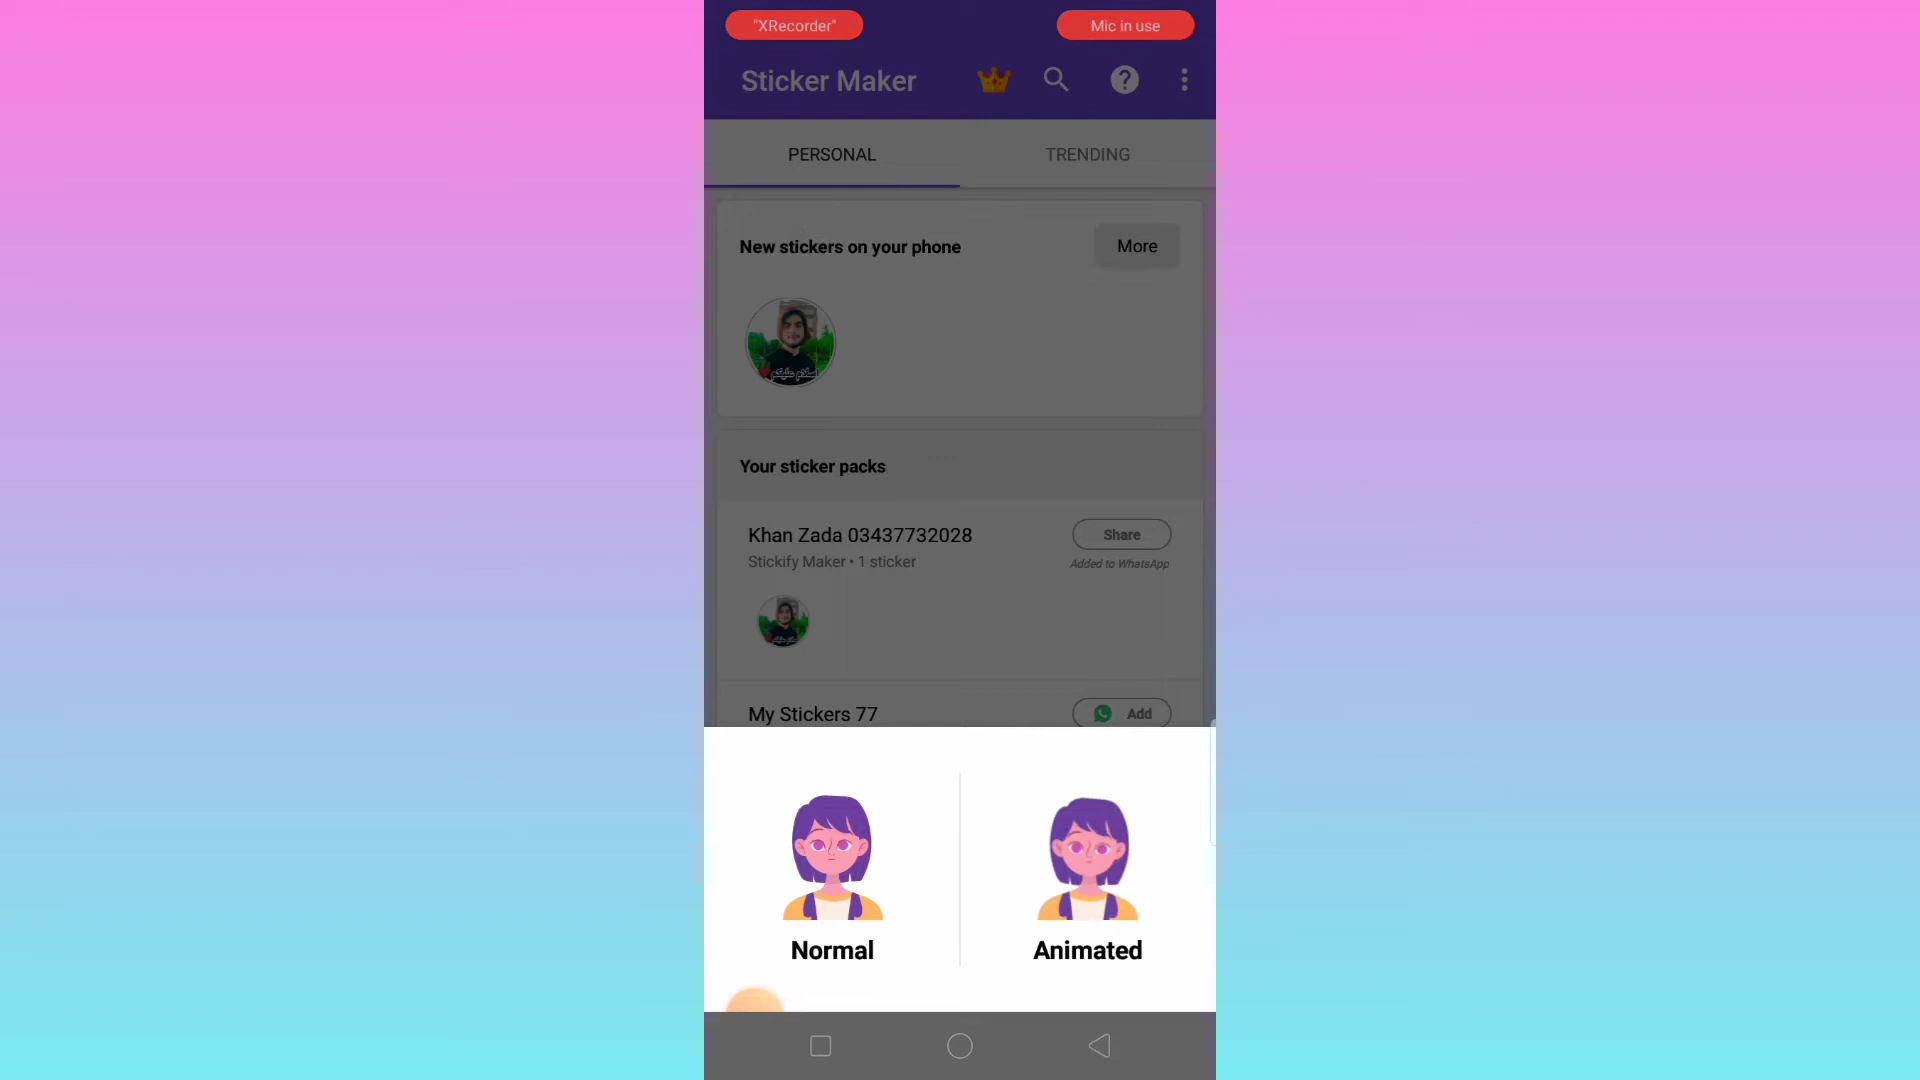 "XRecorder"
Mic in use
Sticker Maker
PERSONAL
TRENDING
New stickers on your phone
More
Your sticker packs
Khan Zada 03437732028
Share
Stickify Maker • 1 sticker
Added to WhatsApp
My Stickers 77
Add
Normal
Animated